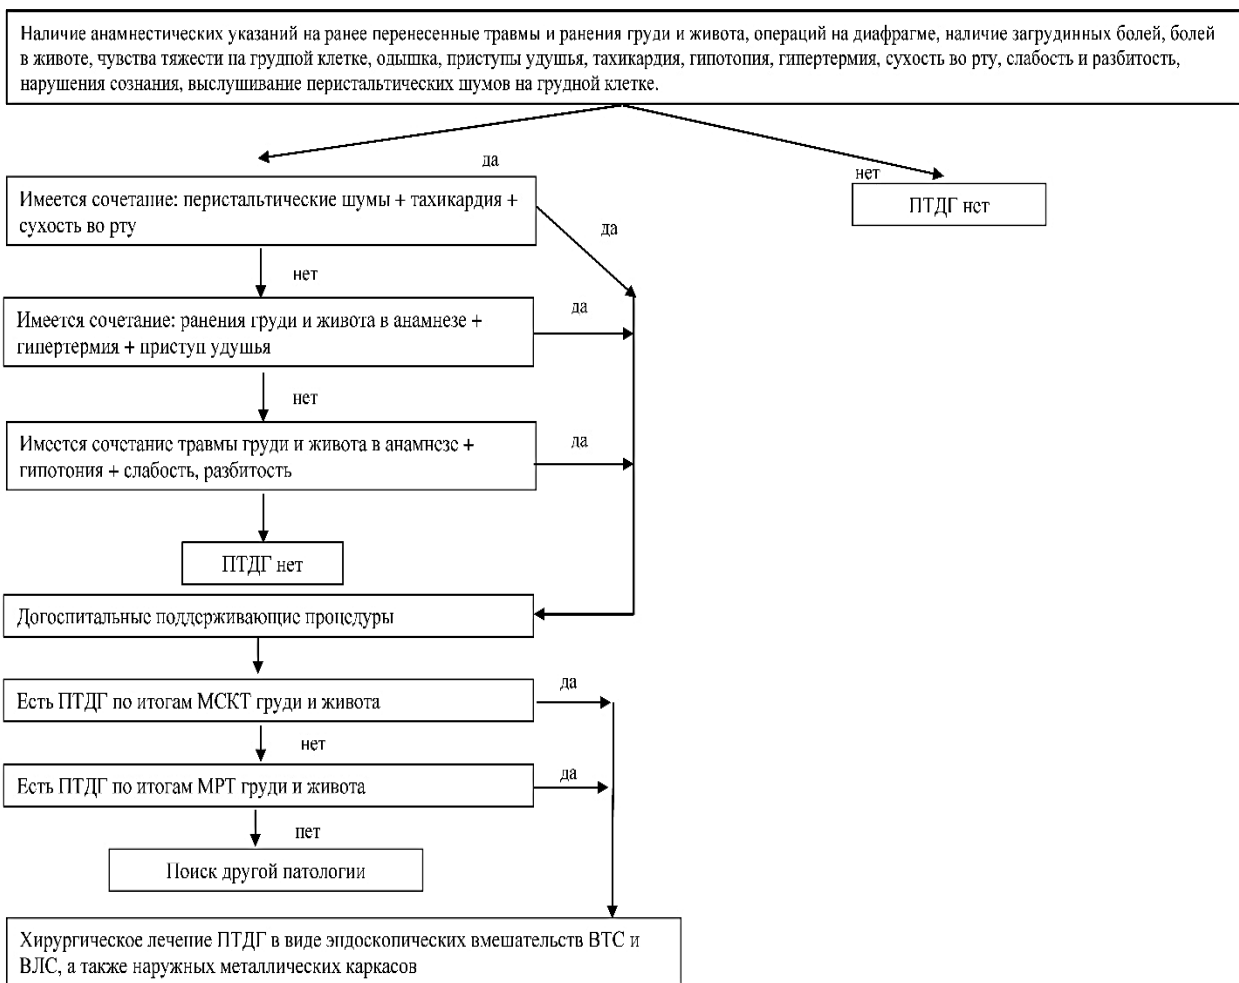 Наличие анамнестических указаний на ранее перенесенные травмы и ранения груди и живота, операций на диафрагме, наличие загрудинных болей, болей
в животе, чувства тяжести на грудной клетке, одышка, приступы удушья, тахикардия, гипотопия, гипертермия, сухость во рту, слабость и разбитость,
нарушения сознания, выслушивание перистальтических шумов на грудной клетке.
да
нет
Имеется сочетание: перистальтические шумы + тахикардия +
сухость во рту
ПТДГ нет
да
нет
Имеется сочетание: ранения груди и живота в анамнезе +
гипертермия + приступ удушья
да
нет
Имеется сочетание травмы груди и живота в анамнезе +
гипотония + слабость, разбитость
да
ПТДГ нет
Догоспитальные поддерживающие процедуры
Есть ПТДГ по итогам МСКТ груди и живота
да
нет
Есть ПТДГ по итогам МРТ груди и живота
да
пет
Поиск другой патологии
Хирургическое лечение ПТДГ в виде эндоскопических вмешательств ВТС и
ВЛС, а также наружных металлических каркасов